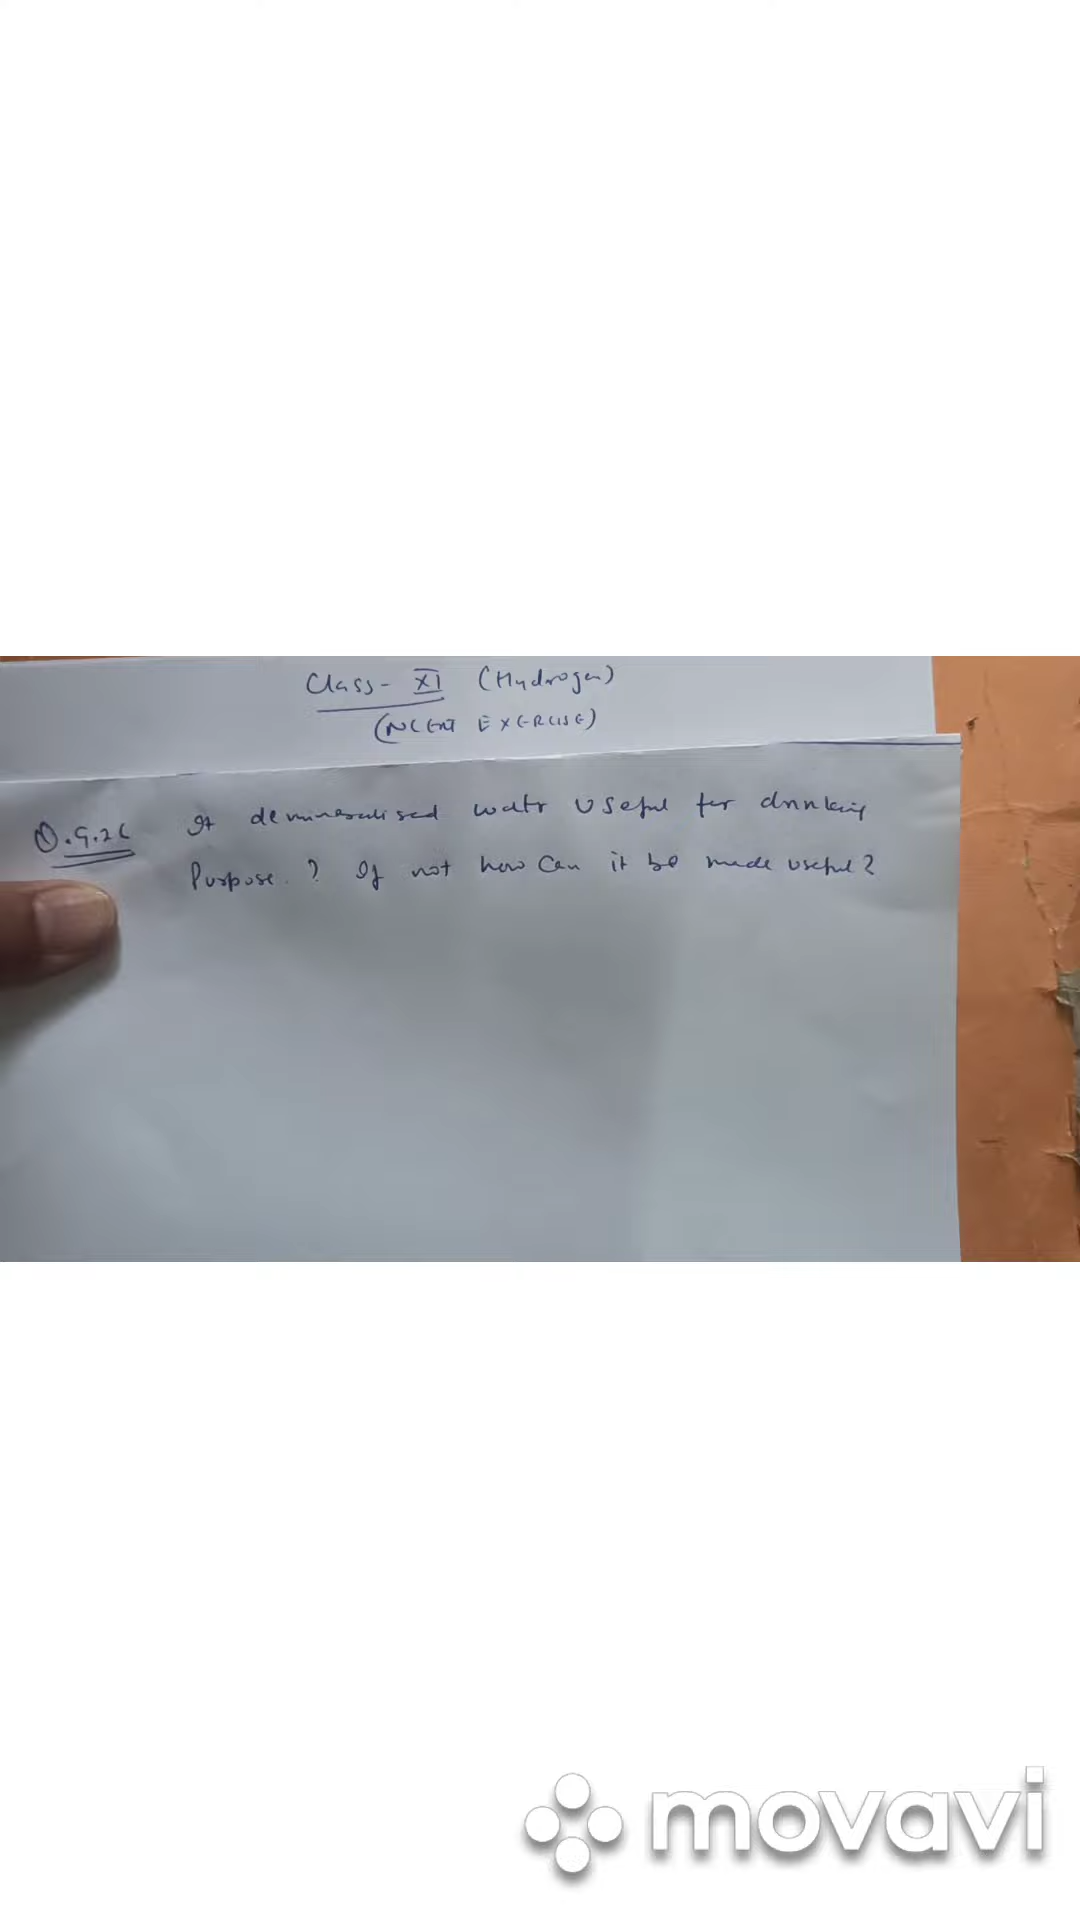 Class- XI (Hydrogen)
(NCERT EXERCISE)
Q.9.26 Is demineralised water useful for drinking
Purpose.? If not how Can it be made useful?
movavi